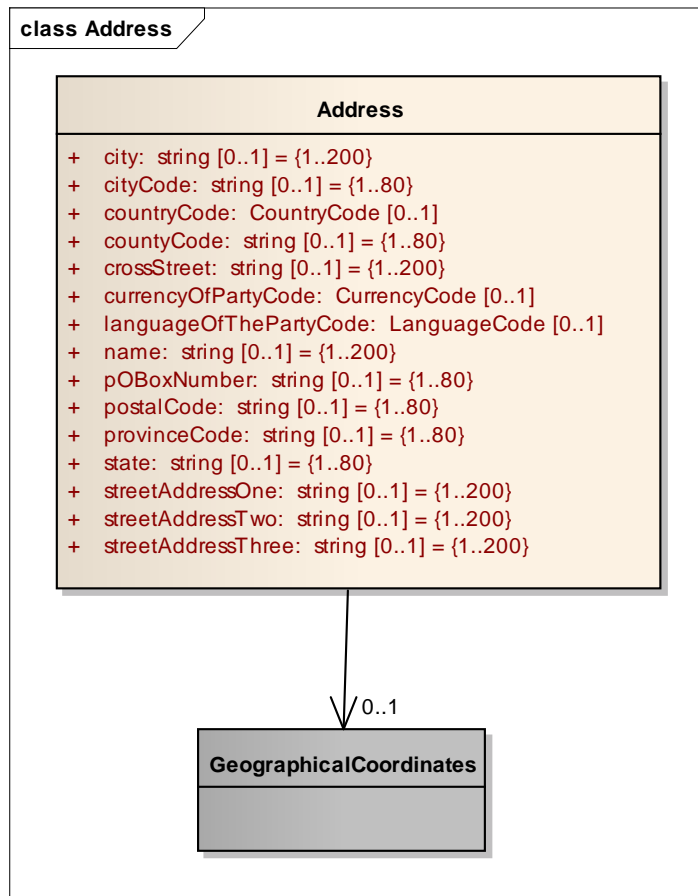 class Address
Address
+ city: string [0..1] = {1..200}
+ cityCode: string [0..1] = {1..80}
+ countryCode: CountryCode [0..1]
+ countyCode: string [0..1] = {1..80}
+ crossStreet: string [0..1] = {1..200}
+ currencyOfPartyCode: CurrencyCode [0..1]
+ languageOfThePartyCode: LanguageCode [0..1]
+ name: string [0..1] = {1..200}
+ pOBoxNumber: string [0..1] = {1..80}
+ postalCode: string [0..1] = {1..80}
+ provinceCode: string [0..1] = {1..80}
+ state: string [0..1] = {1..80}
+ streetAddressOne: string [0..1] = {1..200}
+ streetAddressTwo: string [0..1] = {1..200}
+ streetAddressThree: string [0..1] = {1..200}
0..1
GeographicalCoordinates